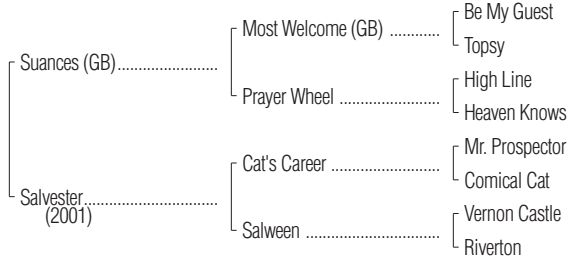 Be My Guest
Most Welcome (GB) ............
Topsy
Suances (GB)........................
High Line
Prayer Wheel ........................
Heaven Knows
Mr. Prospector
Cat's Career ..........................
Comical Cat
Salvester................................
(2001)
Vernon Castle
Salween ................................
Riverton